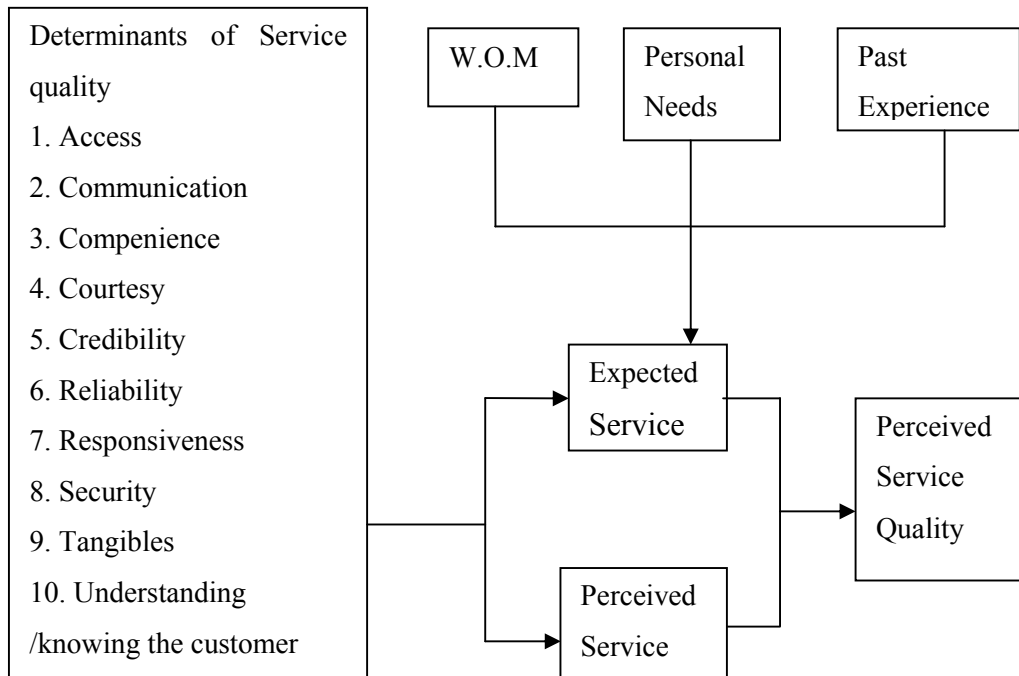 Determinants of Service
quality
1. Access
2. Communication
3. Compenience
4. Courtesy
5. Credibility
6. Reliability
7. Responsiveness
8. Security
9. Tangibles
10. Understanding
/knowing the customer
W.O.M
Personal
Needs
Past
Experience
Expected
Service
Perceived
Service
Perceived
Service
Quality